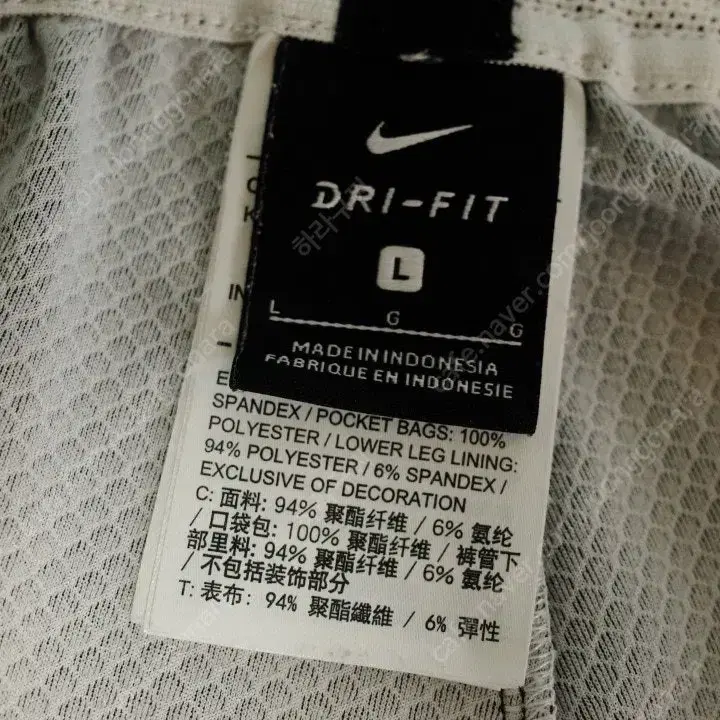 DRI-FIT
L
L G G
MADE IN INDONESIA
FABRIQUE EN INDONESIE
SPANDEX / POCKET BAGS: 100%
POLYESTER / LOWER LEG LINING:
94% POLYESTER / 6% SPANDEX /
EXCLUSIVE OF DECORATION
C: 面料: 94% 聚酯纤维 / 6% 氨纶
/ 口袋包: 100% 聚酯纤维 / 裤管下
部里料: 94% 聚酯纤维 / 6% 氨纶
/ 不包括装饰部分
T: 表布: 94% 聚酯纖維 / 6% 彈性